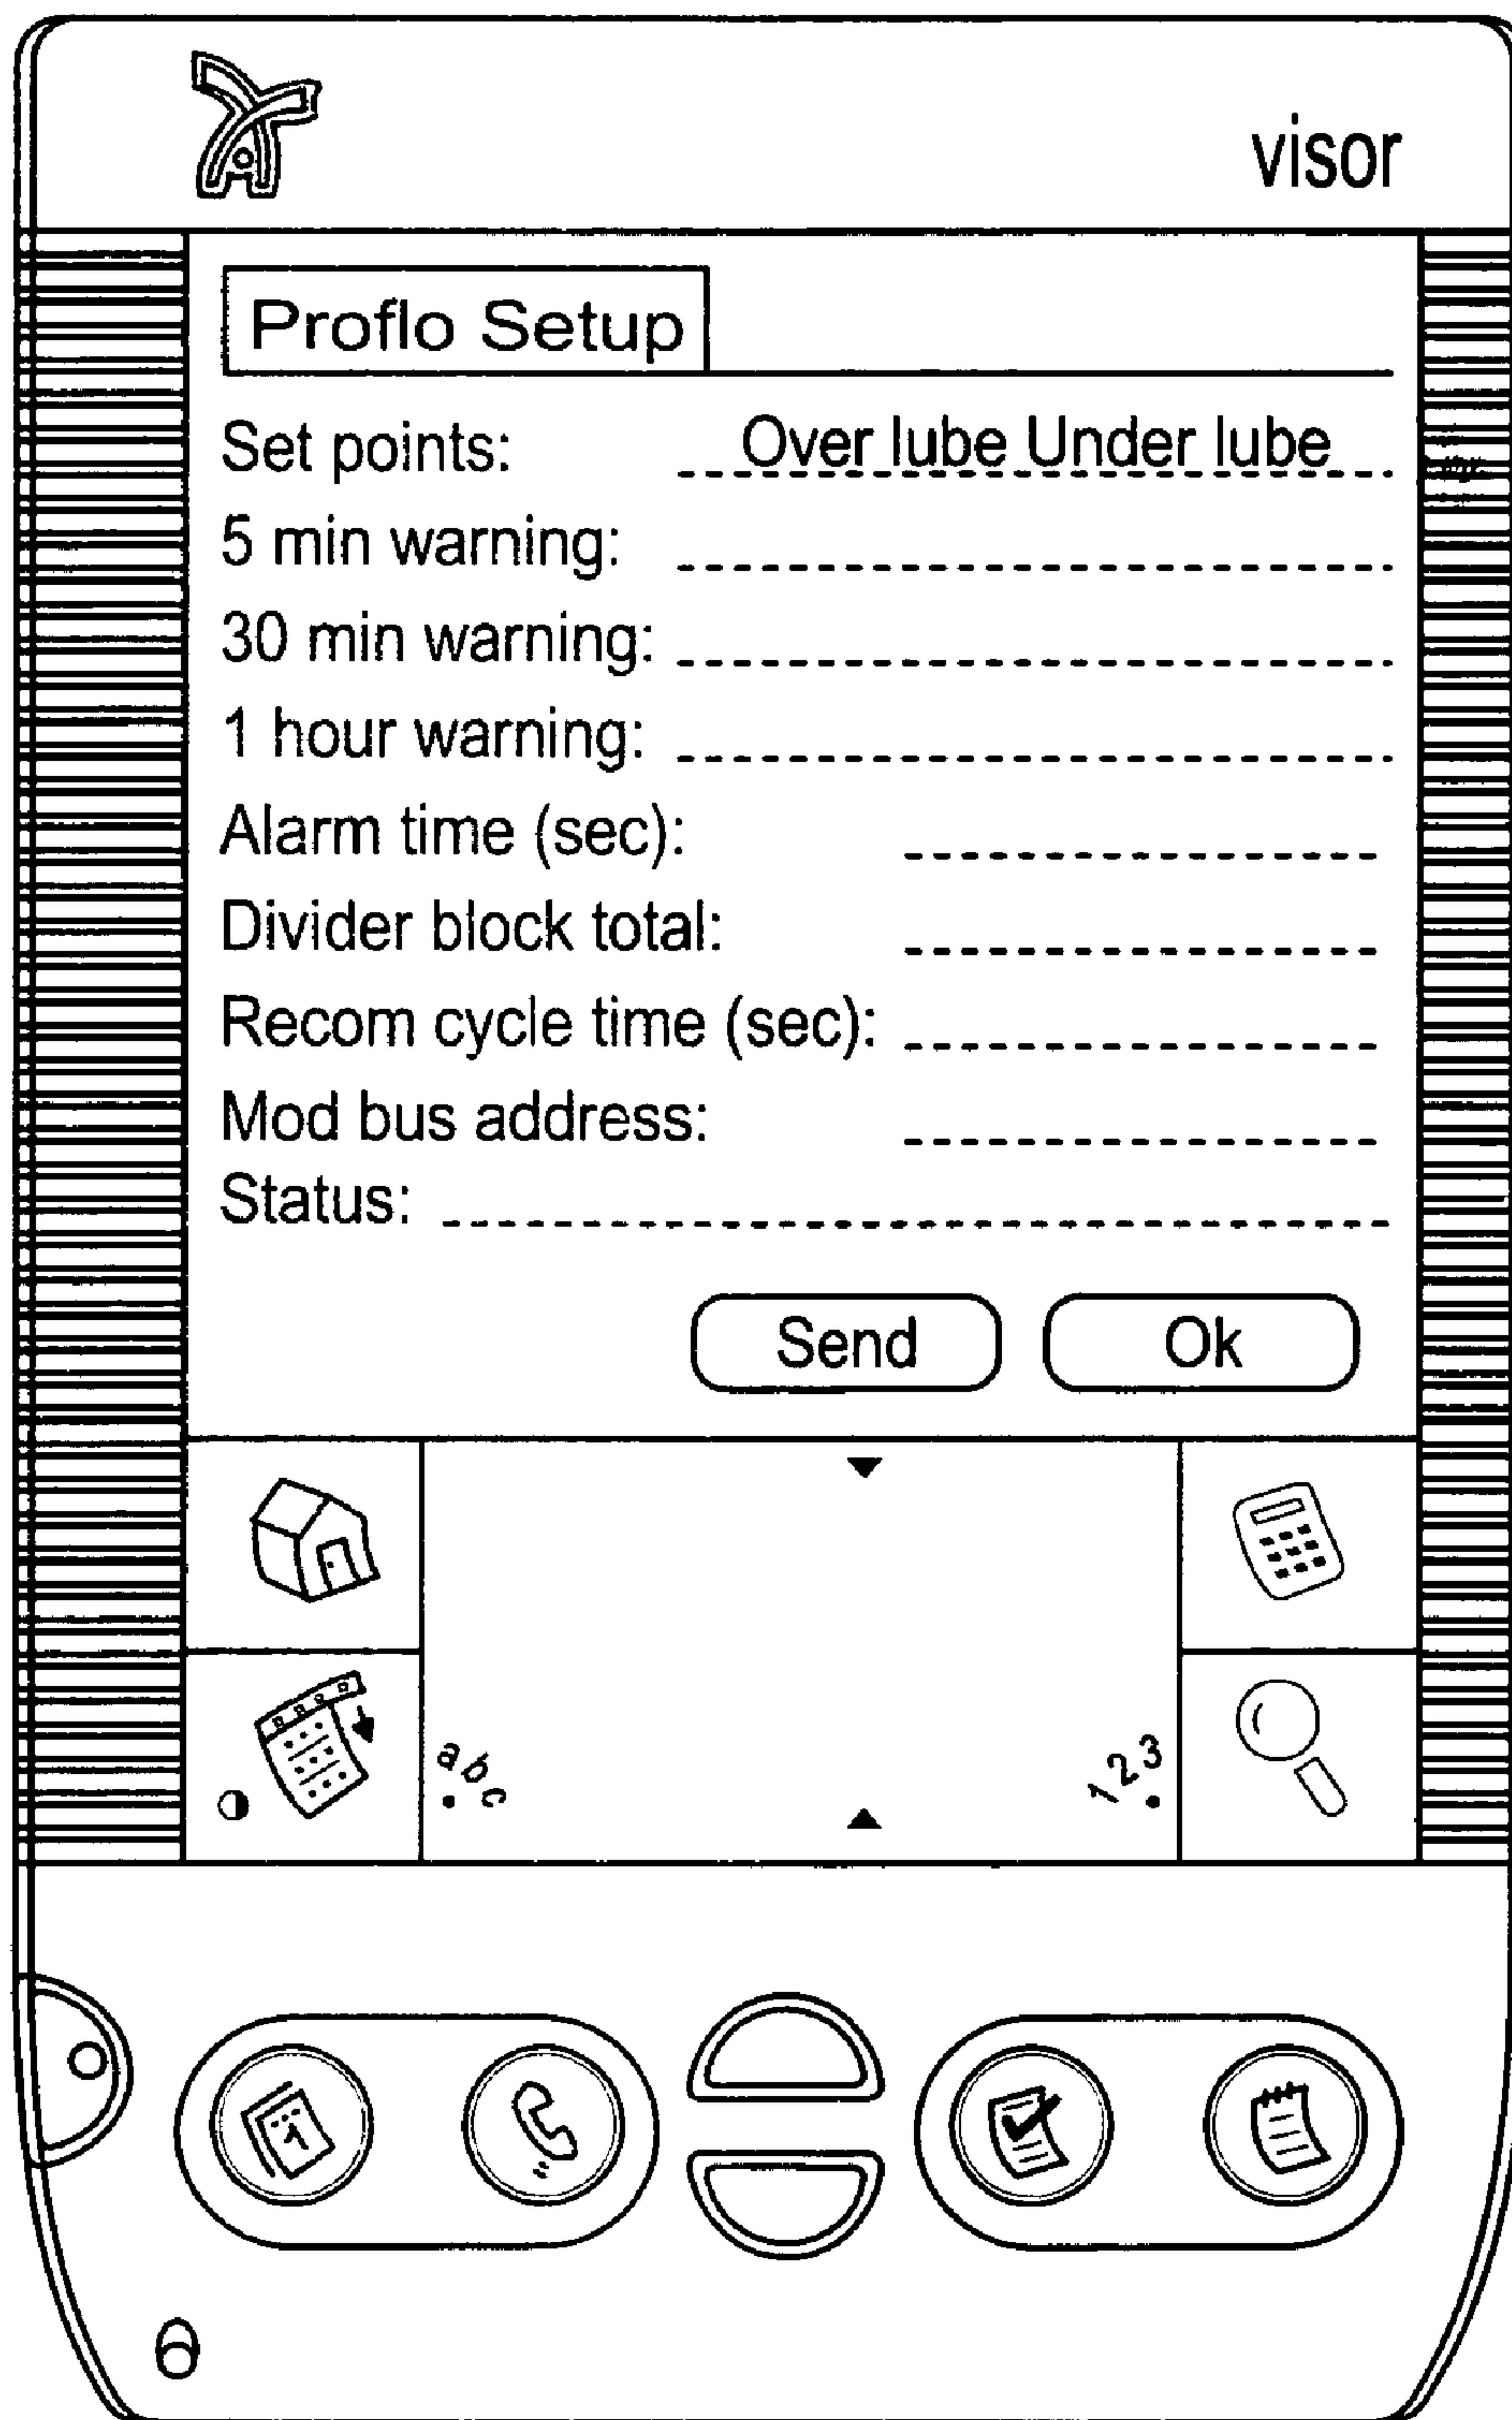 visor
Proflo Setup
Set points: Over lube Under lube
5 min warning:
30 min warning:
1 hour warning:
Alarm time (sec):
Divider block total:
Recom cycle time (sec):
Mod bus address:
Status:
Send Ok
abc 123
1